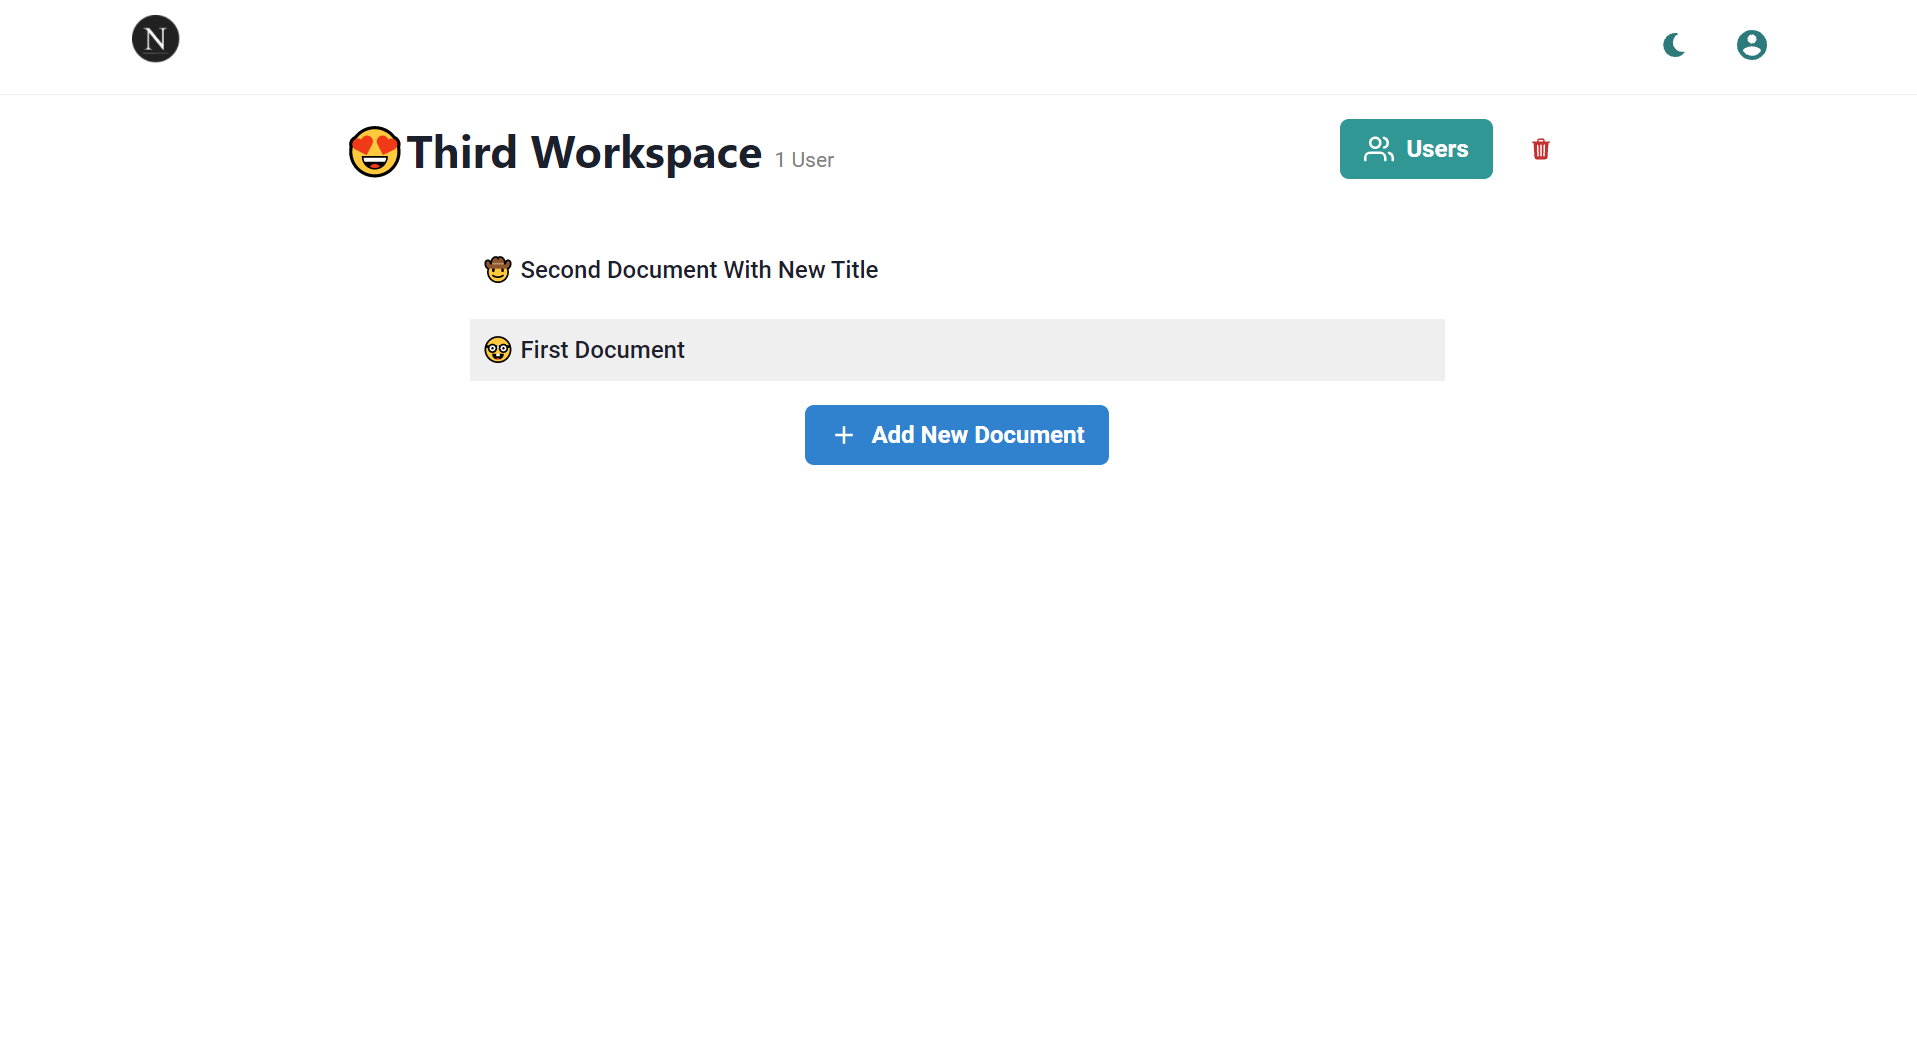 N
Third Workspace 1 User
Users
Second Document With New Title
First Document
Add New Document